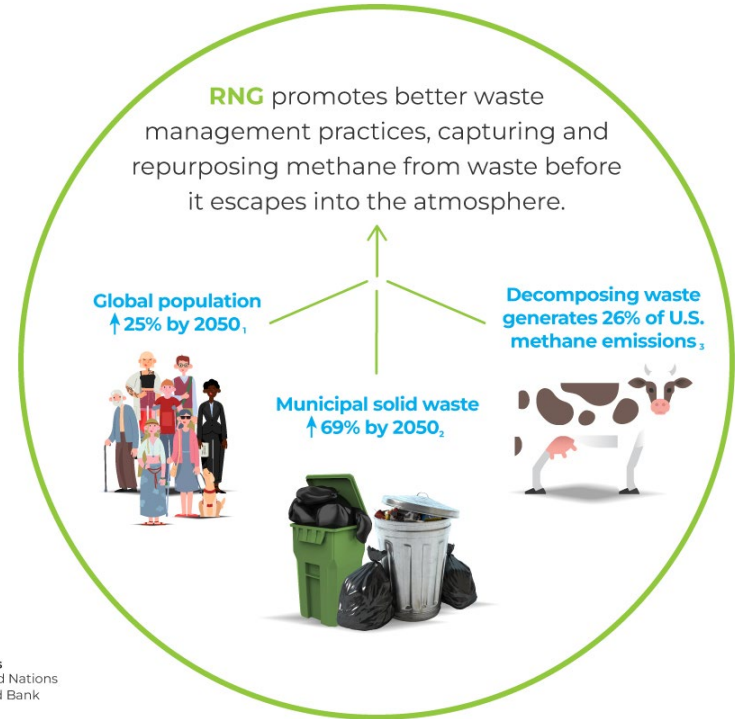 RNG promotes better waste
management practices, capturing and
repurposing methane from waste before
it escapes into the atmosphere.
Global population
↑25% by 2050₁
Decomposing waste
generates 26% of U.S.
methane emissions₃
Municipal solid waste
↑69% by 2050₂
Nations
Bank